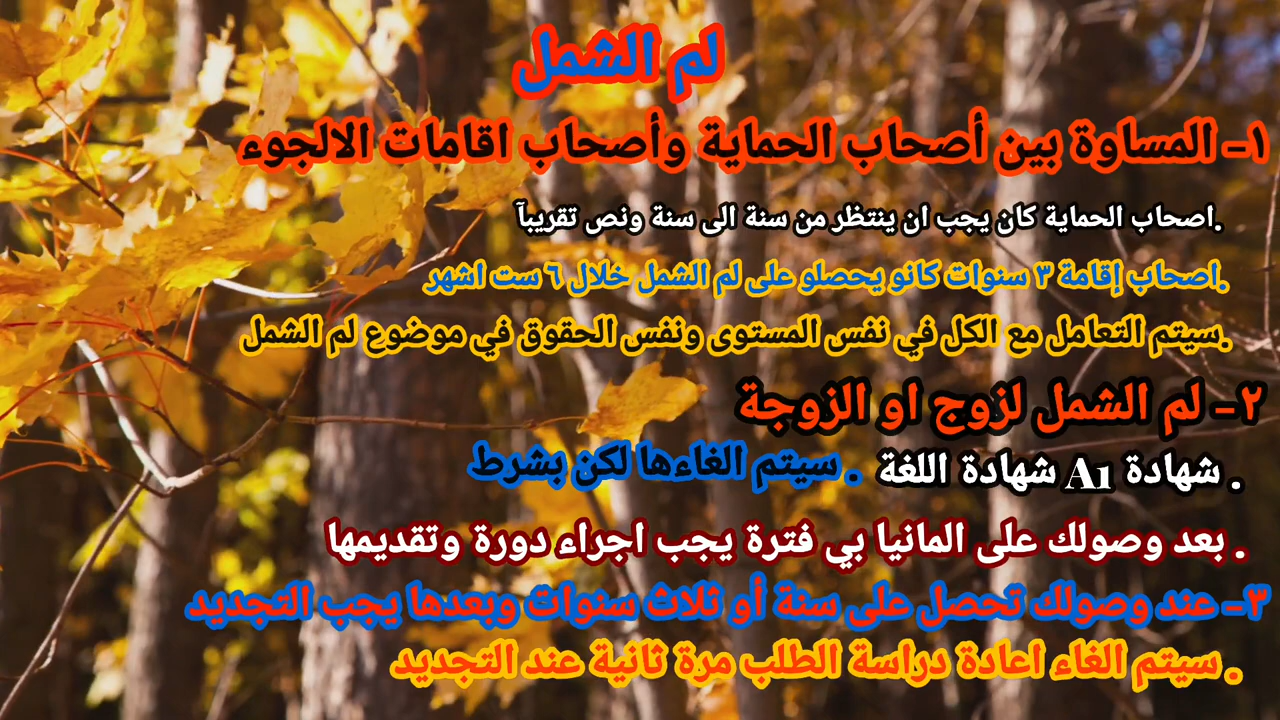 لم الشمل
١- المساوة بين أصحاب الحماية وأصحاب اقامات الالجوء
.اصحاب الحماية كان يجب ان ينتظر من سنة الى سنة ونص تقريبآ
.اصحاب إقامة ٣ سنوات كانو يحصلو على لم الشمل خلال ٦ ست اشهر
.سيتم التعامل مع الكل في نفس المستوى ونفس الحقوق في موضوع لم الشمل
٢- لم الشمل لزوج او الزوجة
. شهادة A1 شهادة اللغة . سيتم الغاءها لكن بشرط
. بعد وصولك على المانيا بي فترة يجب اجراء دورة وتقديمها
٣- عند وصولك تحصل على سنة أو ثلاث سنوات وبعدها يجب التجديد
. سيتم الغاء اعادة دراسة الطلب مرة ثانية عند التجديد